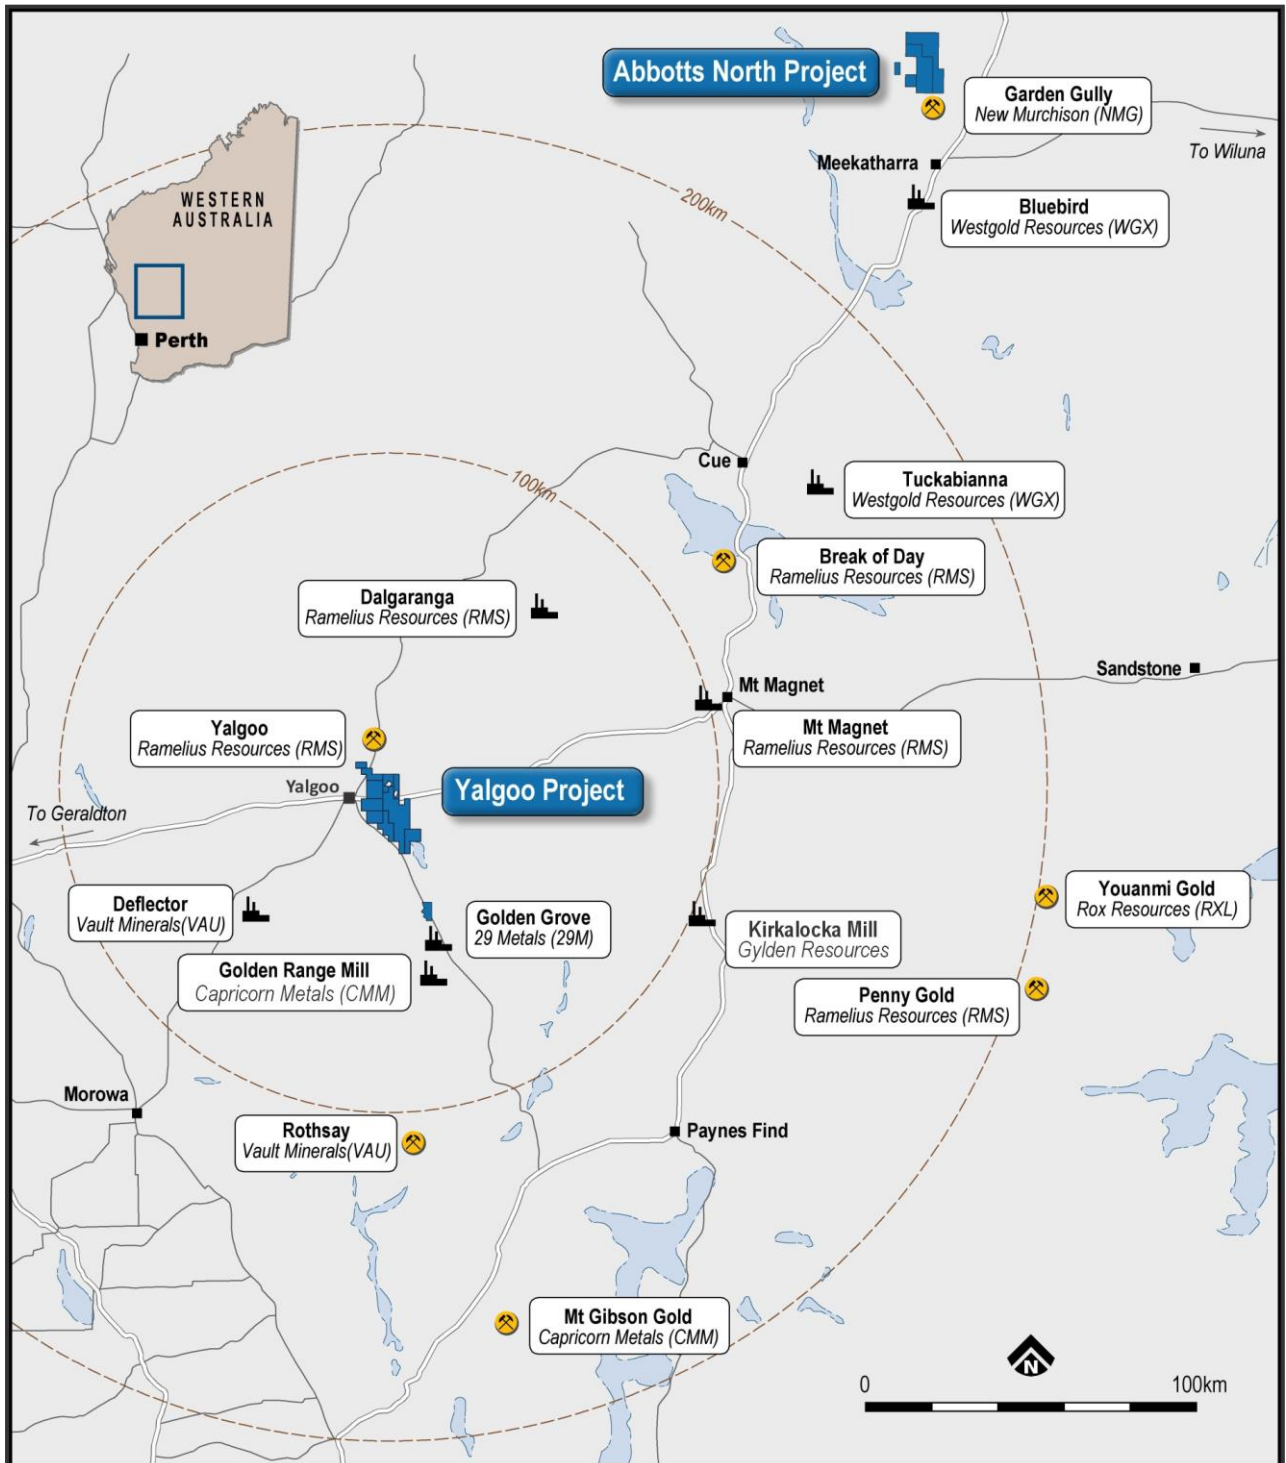 Abbotts North Project
Garden Gully
New Murchison (NMG)
To Wiluna
Meekatharra
WESTERN
AUSTRALIA
200km
Bluebird
Westgold Resources (WGX)
Perth
Cue
Tuckabianna
Westgold Resources (WGX)
100km
Break of Day
Ramelius Resources (RMS)
Dalgaranga
Ramelius Resources (RMS)
Sandstone
Mt Magnet
Yalgoo
Ramelius Resources (RMS)
Mt Magnet
Ramelius Resources (RMS)
Yalgoo
Yalgoo Project
To Geraldton
Deflector
Vault Minerals(VAU)
Golden Grove
29 Metals (29M)
Youanmi Gold
Rox Resources (RXL)
Kirkalocka Mill
Gylden Resources
Golden Range Mill
Capricorn Metals (CMM)
Penny Gold
Ramelius Resources (RMS)
Morowa
Rothsay
Vault Minerals(VAU)
Paynes Find
Mt Gibson Gold
Capricorn Metals (CMM)
N
0
100km